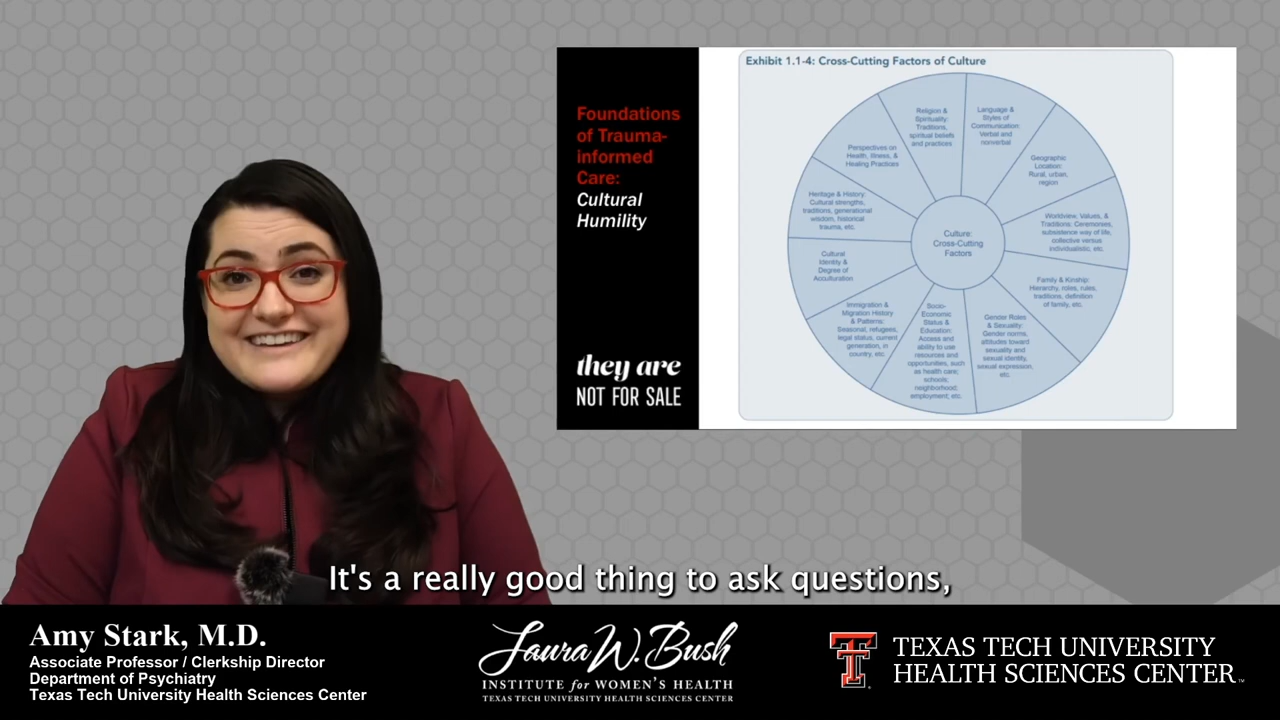 Exhibit 1.1-4: Cross-Cutting Factors of Culture
Foundations
of Trauma-
informed
Care:
Cultural
Humility
they are
NOT FOR SALE
Religion &
Spirituality:
Traditions,
spiritual beliefs
and practices
Language &
Styles of
Communication
Verbal and
nonverbal
Geographic
Location:
Rural, urban,
region
Worldview, Values, &
Traditions: Ceremonies,
subsistence way of life,
collective versus
individualistic, etc.
Family & Kinship:
Hierarchy, roles, rules,
traditions, definition
of family, etc.
Gender Roles
& Sexuality:
Gender norms,
attitudes toward
sexuality and
sexual identity,
sexual expression,
etc.
Socio-
Economic
Status &
Education:
Access and
ability to use
resources and
opportunities, such
as health care;
schools;
neighborhood;
employment; etc.
Immigration &
Migration History
& Patterns:
Seasonal, refugees,
legal status, current
generation, in
country, etc.
Cultural
Identity &
Degree of
Acculturation
Heritage & History:
Cultural strengths,
traditions, generational
wisdom, historical
trauma, etc.
Perspectives on
Health, Illness, &
Healing Practices
Culture:
Cross-Cutting
Factors
It's a really good thing to ask questions,
Amy Stark, M.D.
Associate Professor / Clerkship Director
Department of Psychiatry
Texas Tech University Health Sciences Center
Laura W. Bush
INSTITUTE for WOMEN'S HEALTH
TEXAS TECH UNIVERSITY HEALTH SCIENCES CENTER
TEXAS TECH UNIVERSITY
HEALTH SCIENCES CENTER™